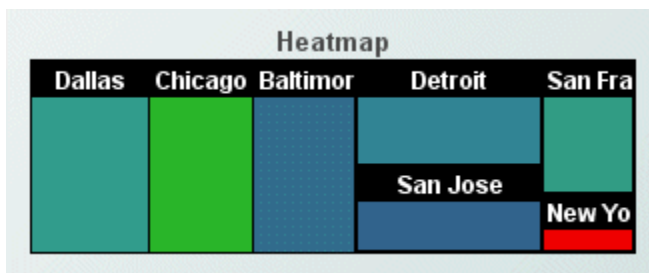 Heatmap
Dallas Chicago Baltimor Detroit San Fra
San Jose
New Yo